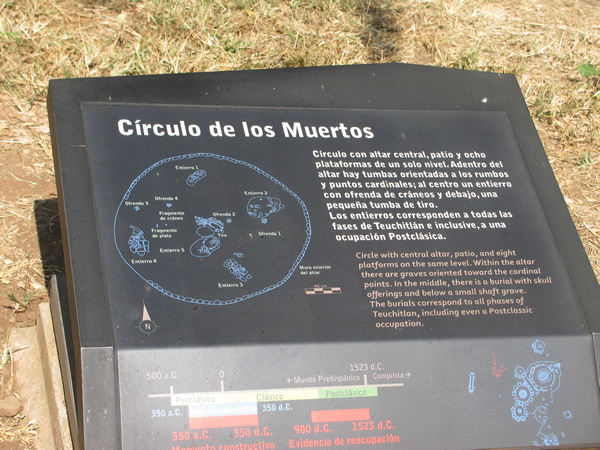 Círculo de los Muertos
Círculo con altar central, patio y ocho
plataformas de un solo nivel. Adentro del
altar hay tumbas orientadas a los rumbos
y puntos cardinales; al centro un entierro
con ofrenda de cráneos y debajo, una
pequeña tumba de tiro.
Los entierros corresponden a todas las
fases de Teuchitlán e inclusive, a una
ocupación Postclásica.
Circle with central altar, patio, and eight
platforms on the same level. Within the altar
there are graves oriented toward the cardinal
points. In the middle, there is a burial with skull
offerings and below a small shaft grave.
The burials correspond to all phases of
Teuchitlan, including even a Postclassic
occupation.
Entierro 1
Ofrenda 4
Ofrenda 3
Entierro 2
Fragmento
de cráneo
Ofrenda 2
Fragmento
de plato
Tiro
Ofrenda 1
Entierro 5
Entierro 4
Muro exterior
del altar
Entierro 3
N
500 a.C.
0
1523 d.C.
←Mundo Prehispánico
Conquista→
Preclásico
Clásico
Postclásico
350 a.C.
350 d.C.
350 a.C.
350 d.C.
900 d.C.
1523 d.C.
Momento constructivo
Evidencia de reocupación